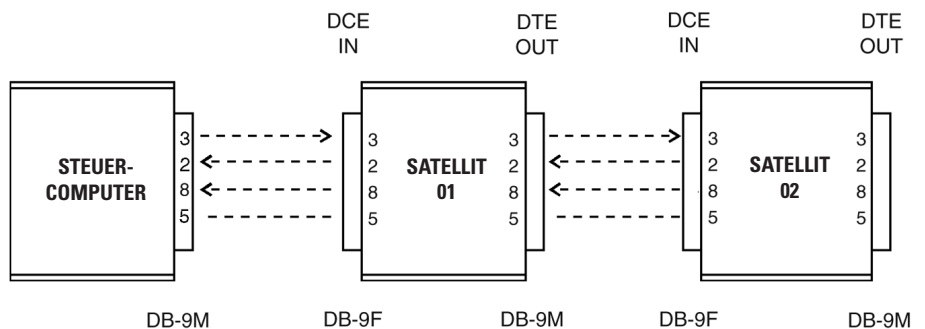 DCE DTE DCE DTE
IN OUT IN OUT
3 3 3 3 3
STEUER- 2 2 SATELLIT 2 2 SATELLIT 2
COMPUTER 8 8 01 8 8 02 8
5 5 5 5 5
DB-9M DB-9F DB-9M DB-9F DB-9M